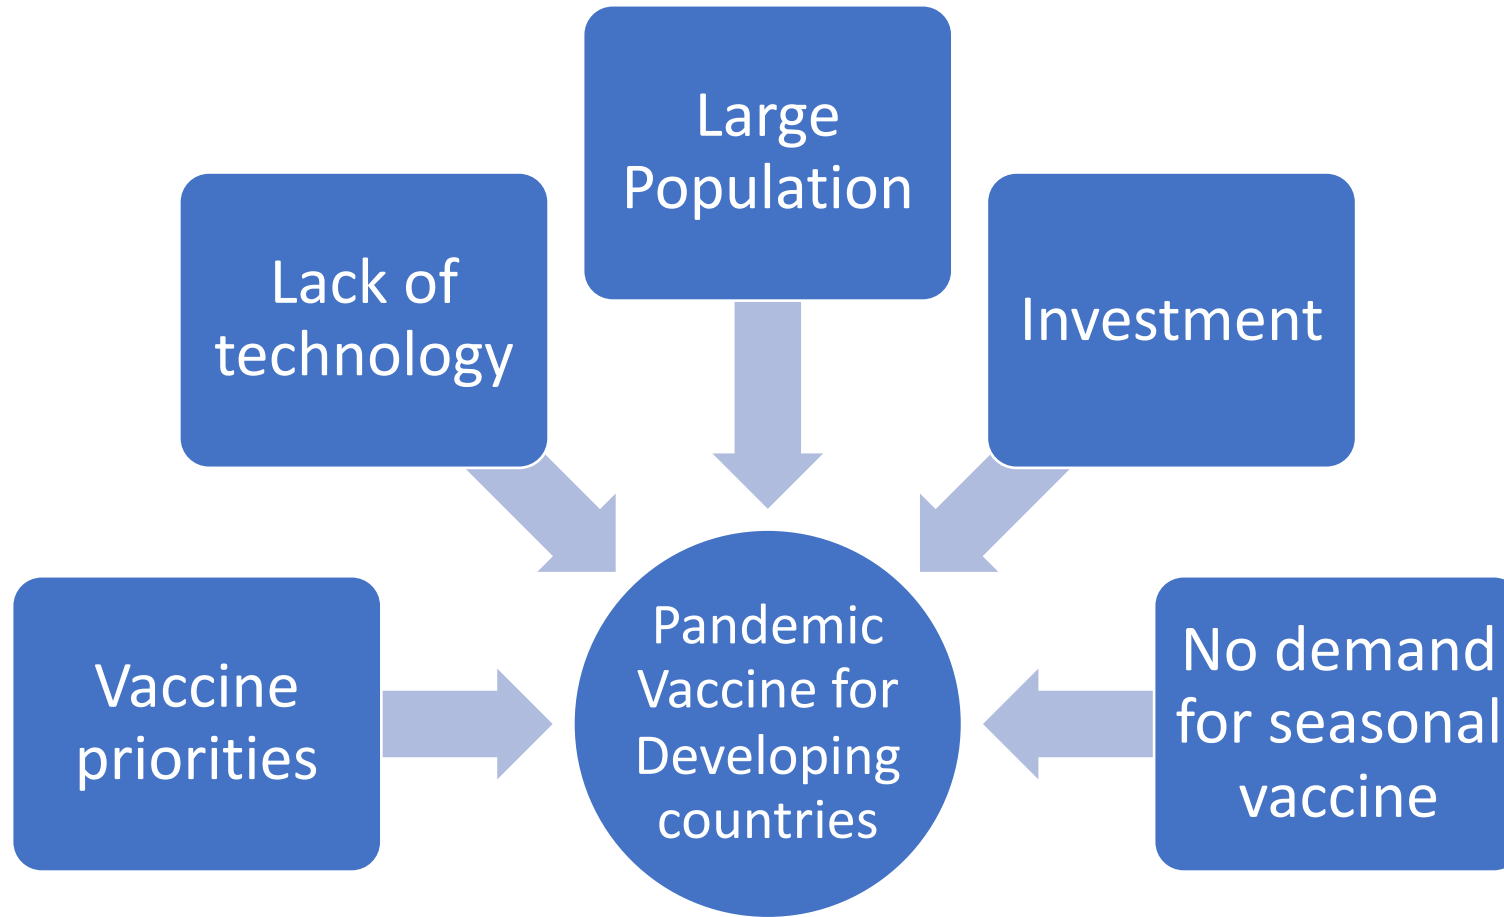 Large
Population
Lack of
technology
Investment
Vaccine
priorities
Pandemic
Vaccine for
Developing
countries
No demand
for seasonal
vaccine